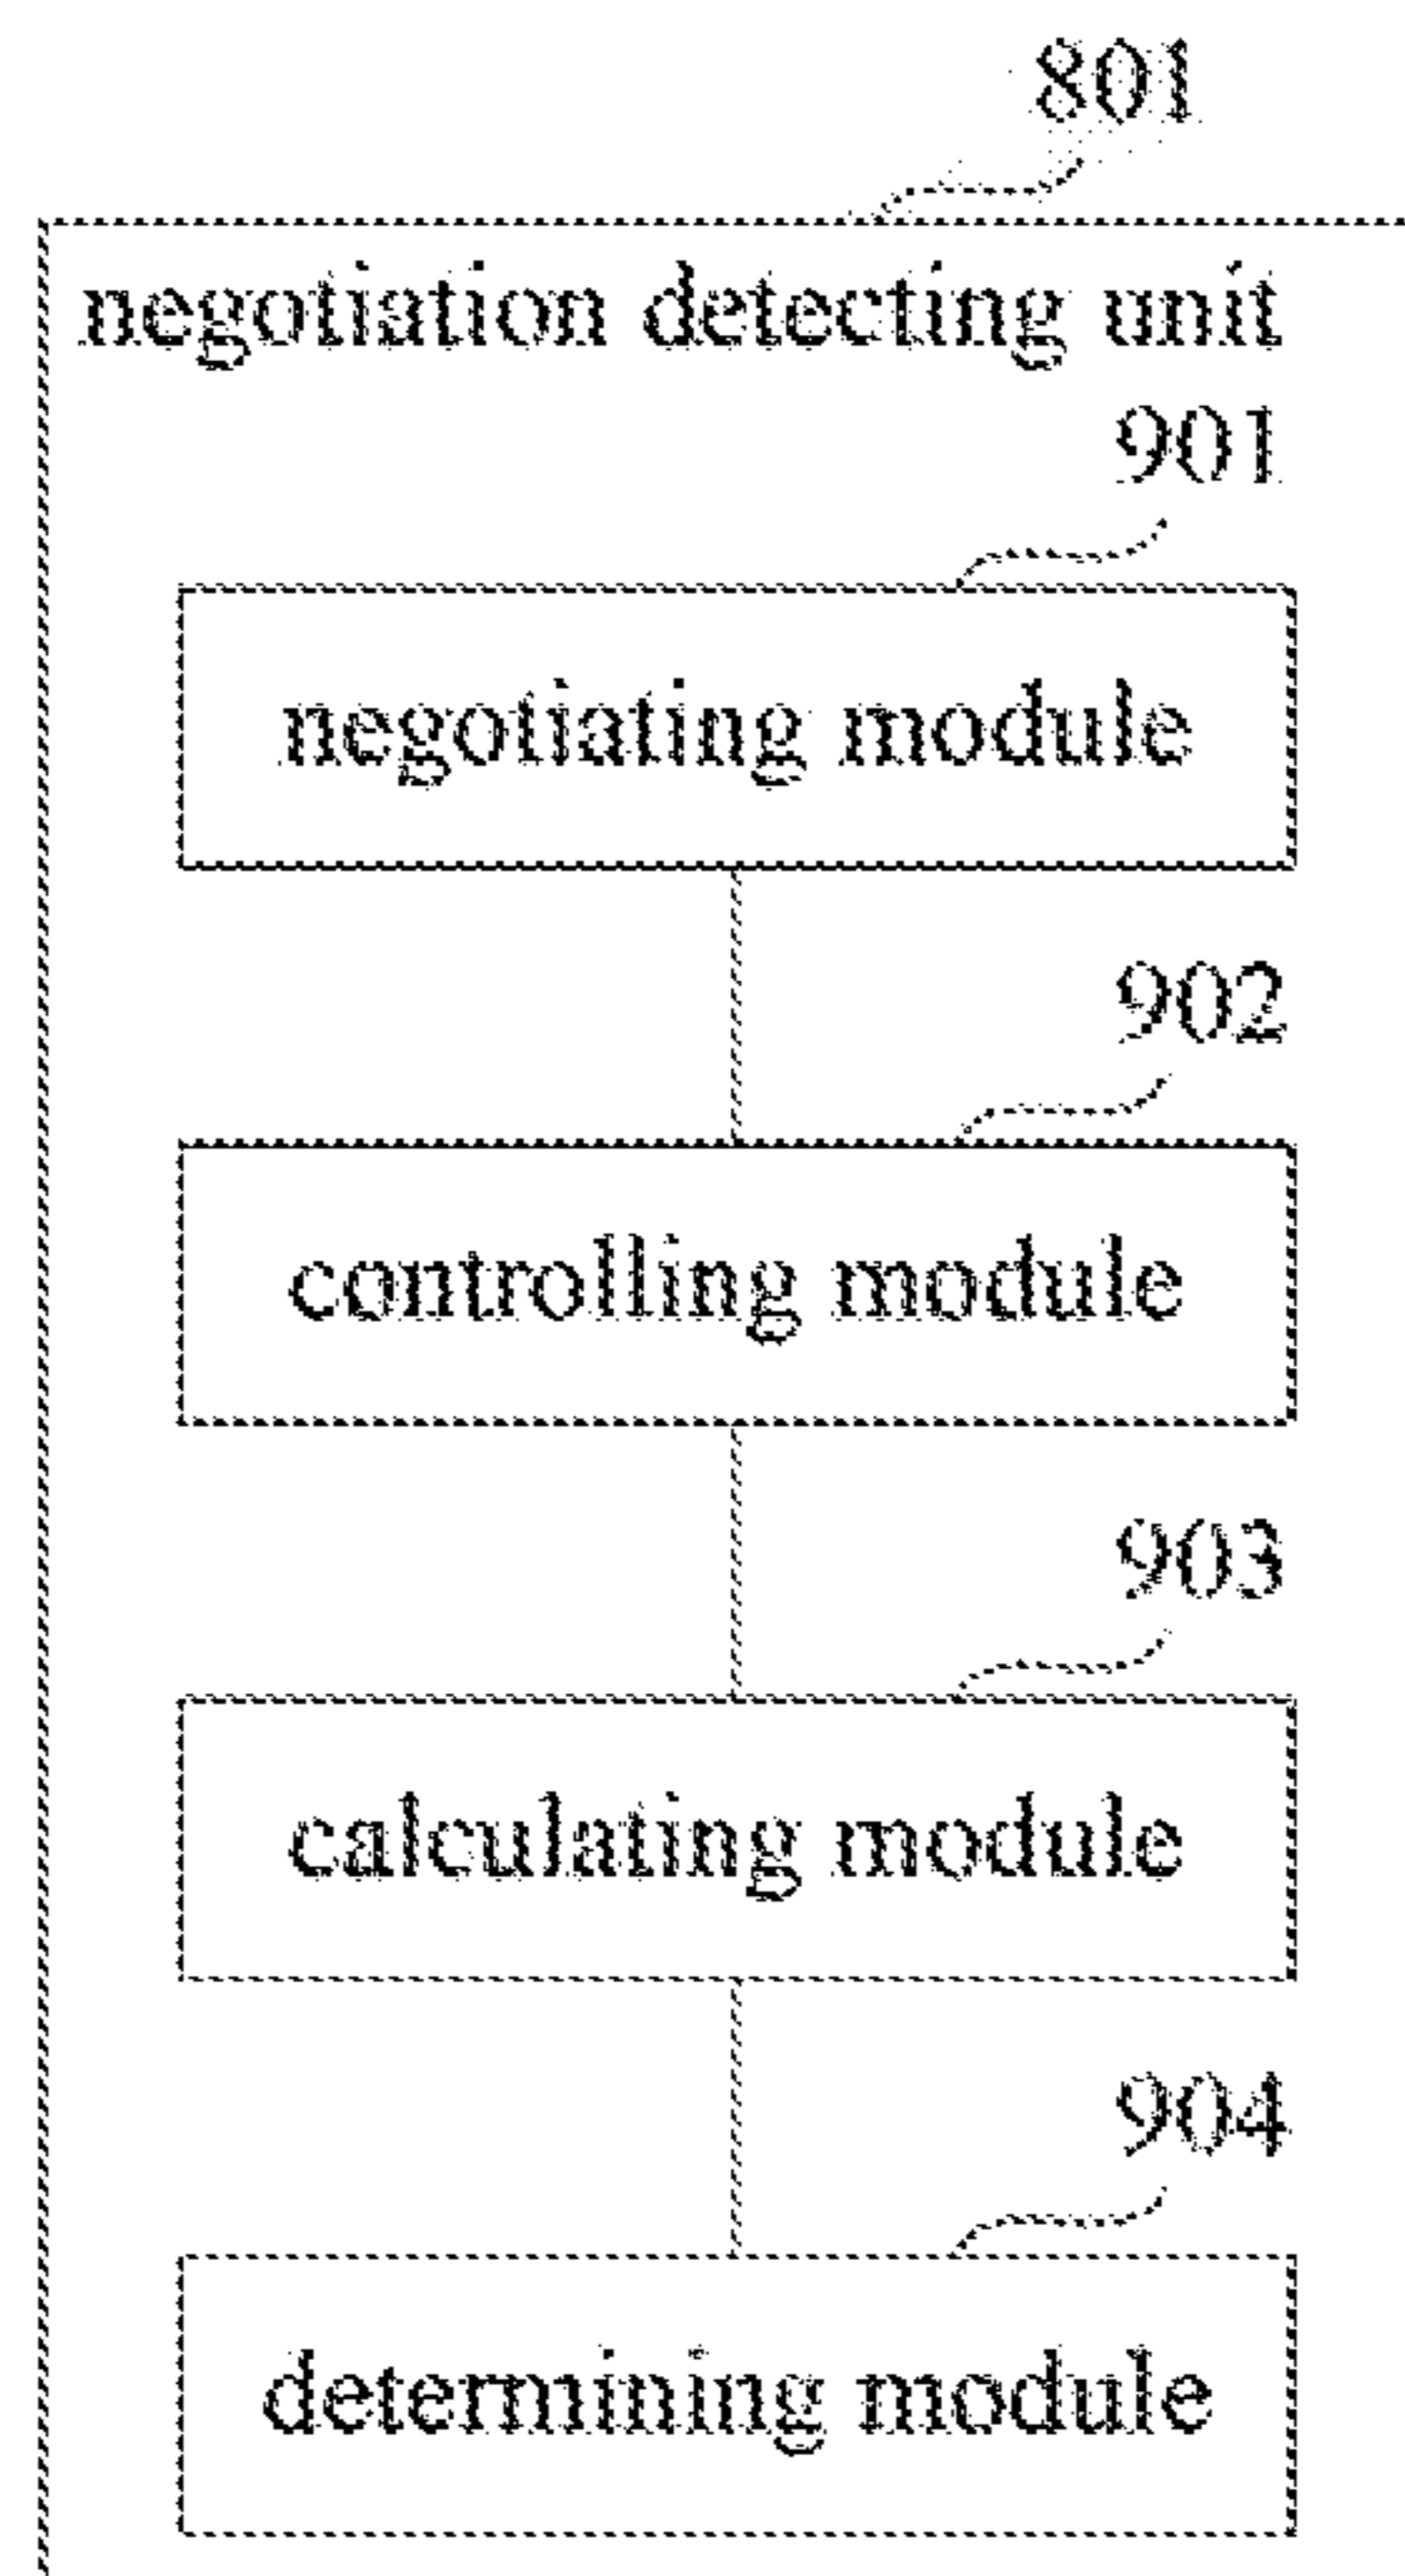 801
negotiation detecting unit
901
negotiating module
902
controlling module
903
calculating module
904
determining module